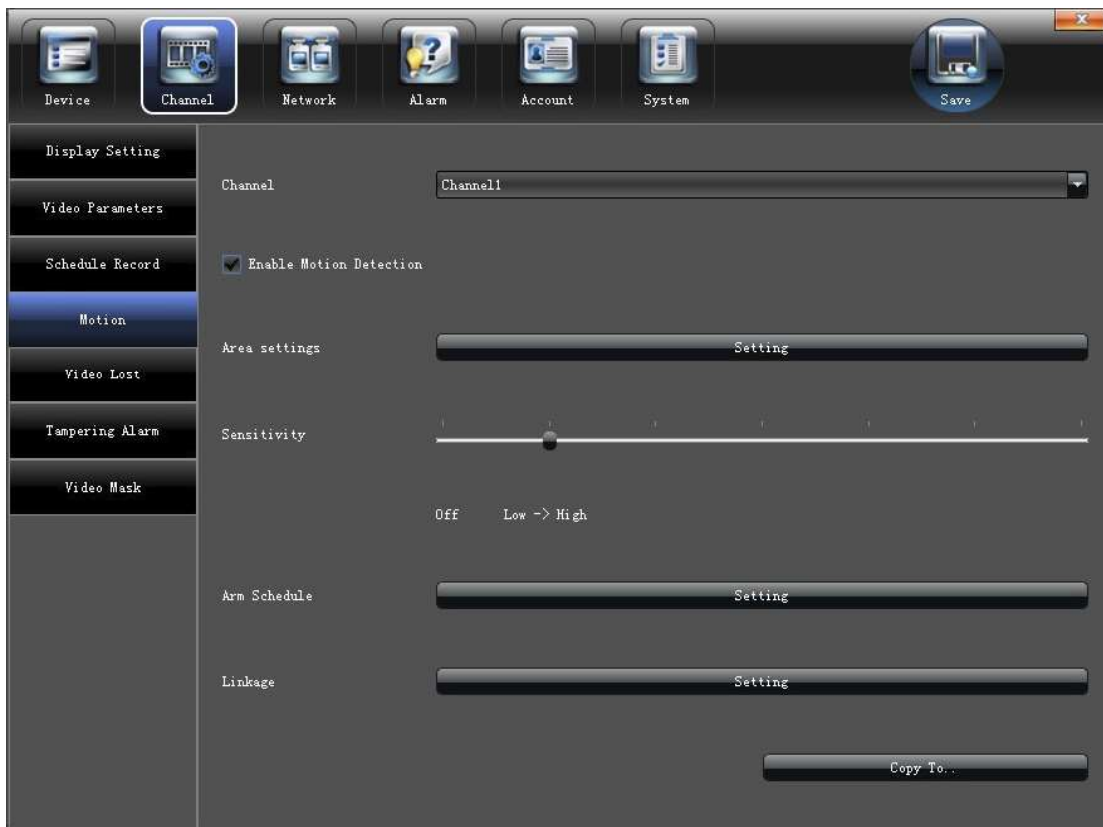 Device Channel Network Alarm Account System Save
Display Setting
Video Parameters
Schedule Record
Motion
Video Lost
Tampering Alarm
Video Mask
Channel Channel1
Enable Motion Detection
Area settings Setting
Sensitivity
Off Low -> High
Arm Schedule Setting
Linkage Setting
Copy To..